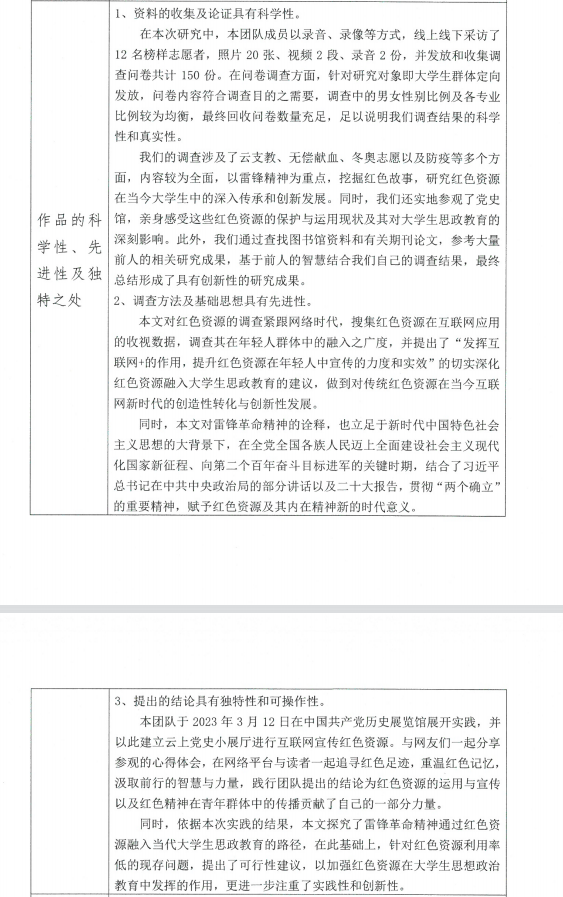 作品的科
学性、先
进性及独
特之处
1、资料的收集及论证具有科学性。
在本次研究中，本团队成员以录音、录像等方式，线上线下采访了
12 名榜样志愿者，照片 20 张、视频 2 段、录音 2 份，并发放和收集调
查问卷共计 150 份。在问卷调查方面，针对研究对象即大学生群体定向
发放，问卷内容符合调查目的之需要，调查中的男女性别比例及各专业
比例较为均衡，最终回收问卷数量充足，足以说明我们调查结果的科学
性和真实性。
我们的调查涉及了云支教、无偿献血、冬奥志愿以及防疫等多个方
面，内容较为全面，以雷锋精神为重点，挖掘红色故事，研究红色资源
在当今大学生中的深入传承和创新发展。同时，我们还实地参观了党史
馆，亲身感受这些红色资源的保护与运用现状及其对大学生思政教育的
深刻影响。此外，我们通过查找图书馆资料和有关期刊论文，参考大量
前人的相关研究成果，基于前人的智慧结合我们自己的调查结果，最终
总结形成了具有创新性的研究成果。
2、调查方法及基础思想具有先进性。
本文对红色资源的调查紧跟网络时代，搜集红色资源在互联网应用
的收视数据，调查其在年轻人群体中的融入之广度，并提出了“发挥互
联网+的作用，提升红色资源在年轻人中宣传的力度和实效”的切实深化
红色资源融入大学生思政教育的建议，做到对传统红色资源在当今互联
网新时代的创造性转化与创新性发展。
同时，本文对雷锋革命精神的诠释，也立足于新时代中国特色社会
主义思想的大背景下，在全党全国各族人民迈上全面建设社会主义现代
化国家新征程、向第二个百年奋斗目标进军的关键时期，结合了习近平
总书记在中共中央政治局的部分讲话以及二十大报告，贯彻“两个确立”
的重要精神，赋予红色资源及其内在精神新的时代意义。
3、提出的结论具有独特性和可操作性。
本团队于 2023 年 3 月 12 日在中国共产党历史展览馆展开实践，并
以此建立云上党史小展厅进行互联网宣传红色资源。与网友们一起分享
参观的心得体会，在网络平台与读者一起追寻红色足迹，重温红色记忆，
汲取前行的智慧与力量，践行团队提出的结论为红色资源的运用与宣传
以及红色精神在青年群体中的传播贡献了自己的一部分力量。
同时，依据本次实践的结果，本文探究了雷锋革命精神通过红色资
源融入当代大学生思政教育的路径，在此基础上，针对红色资源利用率
低的现存问题，提出了可行性建议，以加强红色资源在大学生思想政治
教育中发挥的作用，更进一步注重了实践性和创新性。